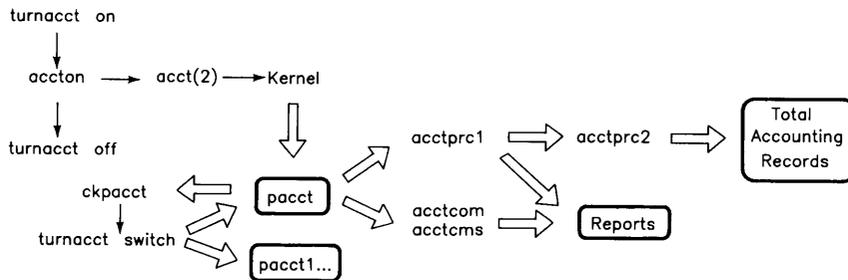 turnacct on
accton
acct(2)
Kernel
turnacct off
acctprc1
acctprc2
Total
Accounting
Records
ckpacct
pacct
acctcom
acctcms
Reports
turnacct switch
pacct1...